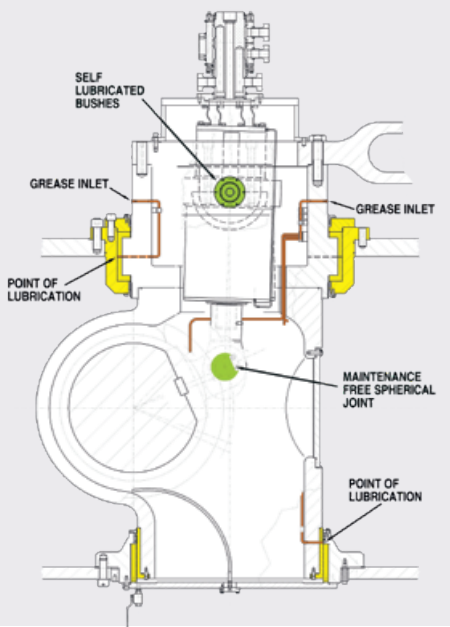 SELF
LUBRICATED
BUSHES
GREASE INLET
GREASE INLET
POINT OF
LUBRICATION
MAINTENANCE
FREE SPHERICAL
JOINT
POINT OF
LUBRICATION